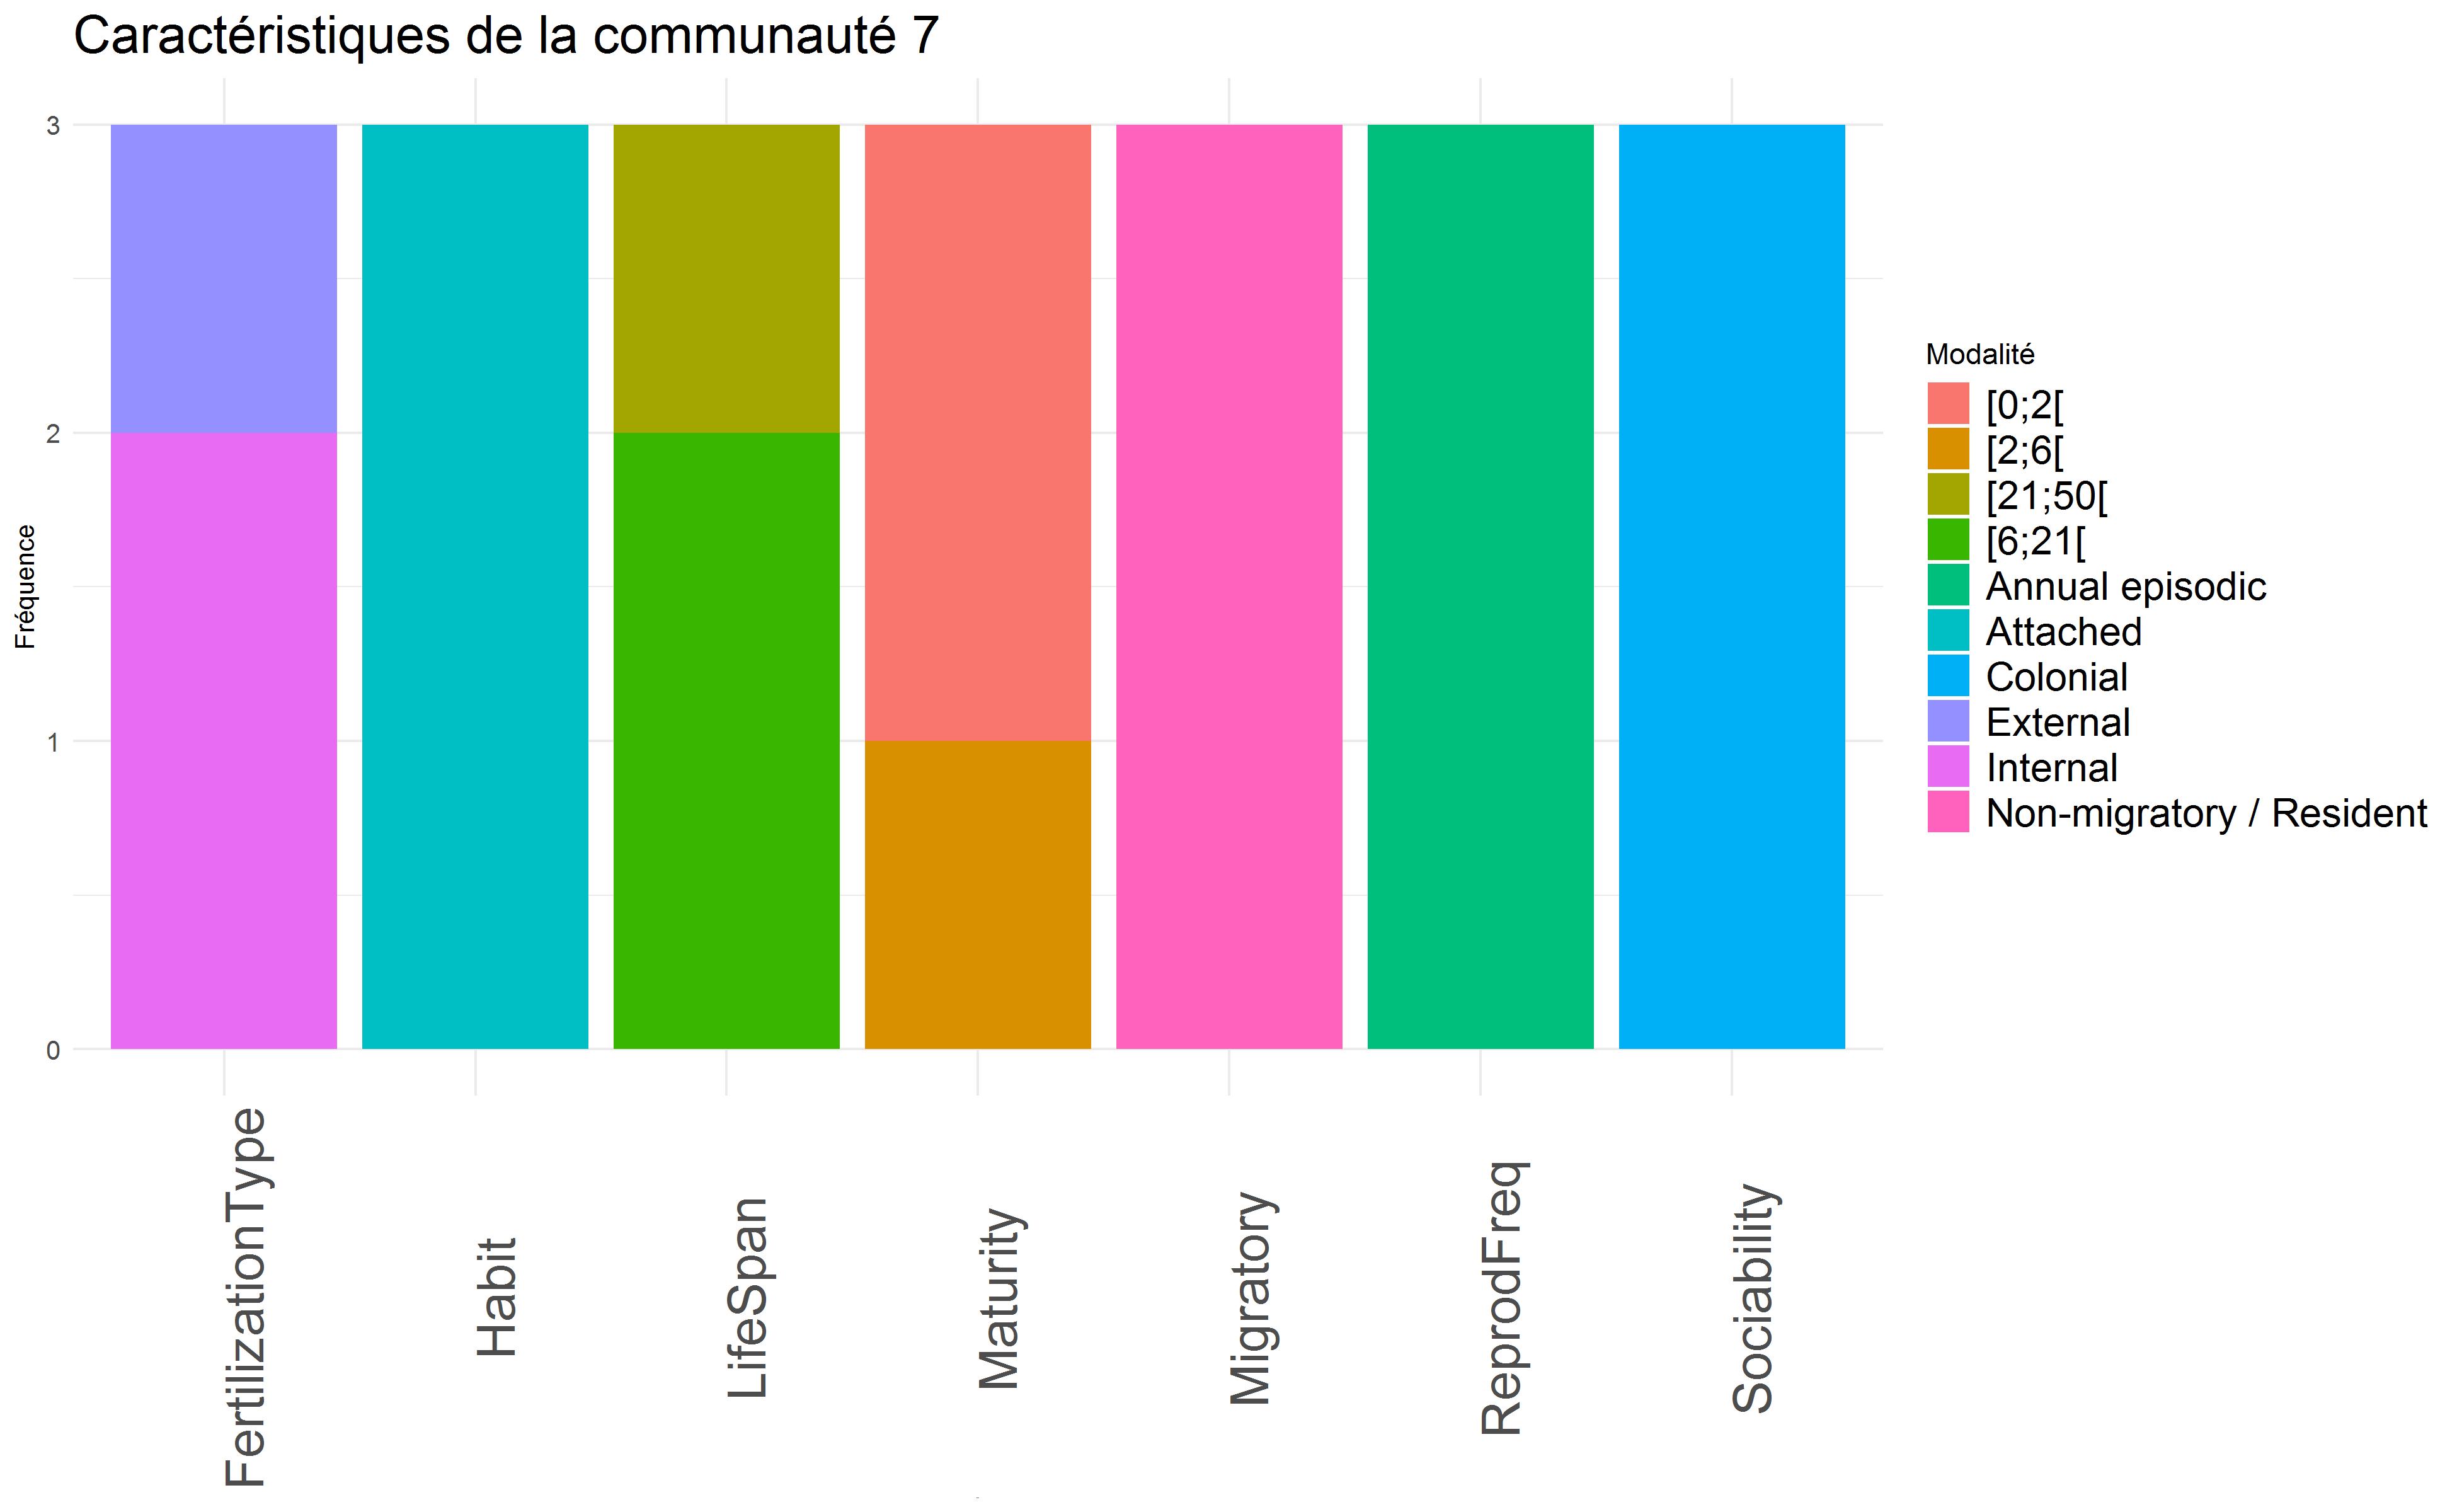 Caractéristiques de la communauté 7
3
2
1
0
Fréquence
FertilizationType
Habit
LifeSpan
Maturity
Migratory
ReprodFreq
Sociability
Modalité
[0;2[
[2;6[
[21;50[
[6;21[
Annual episodic
Attached
Colonial
External
Internal
Non-migratory / Resident